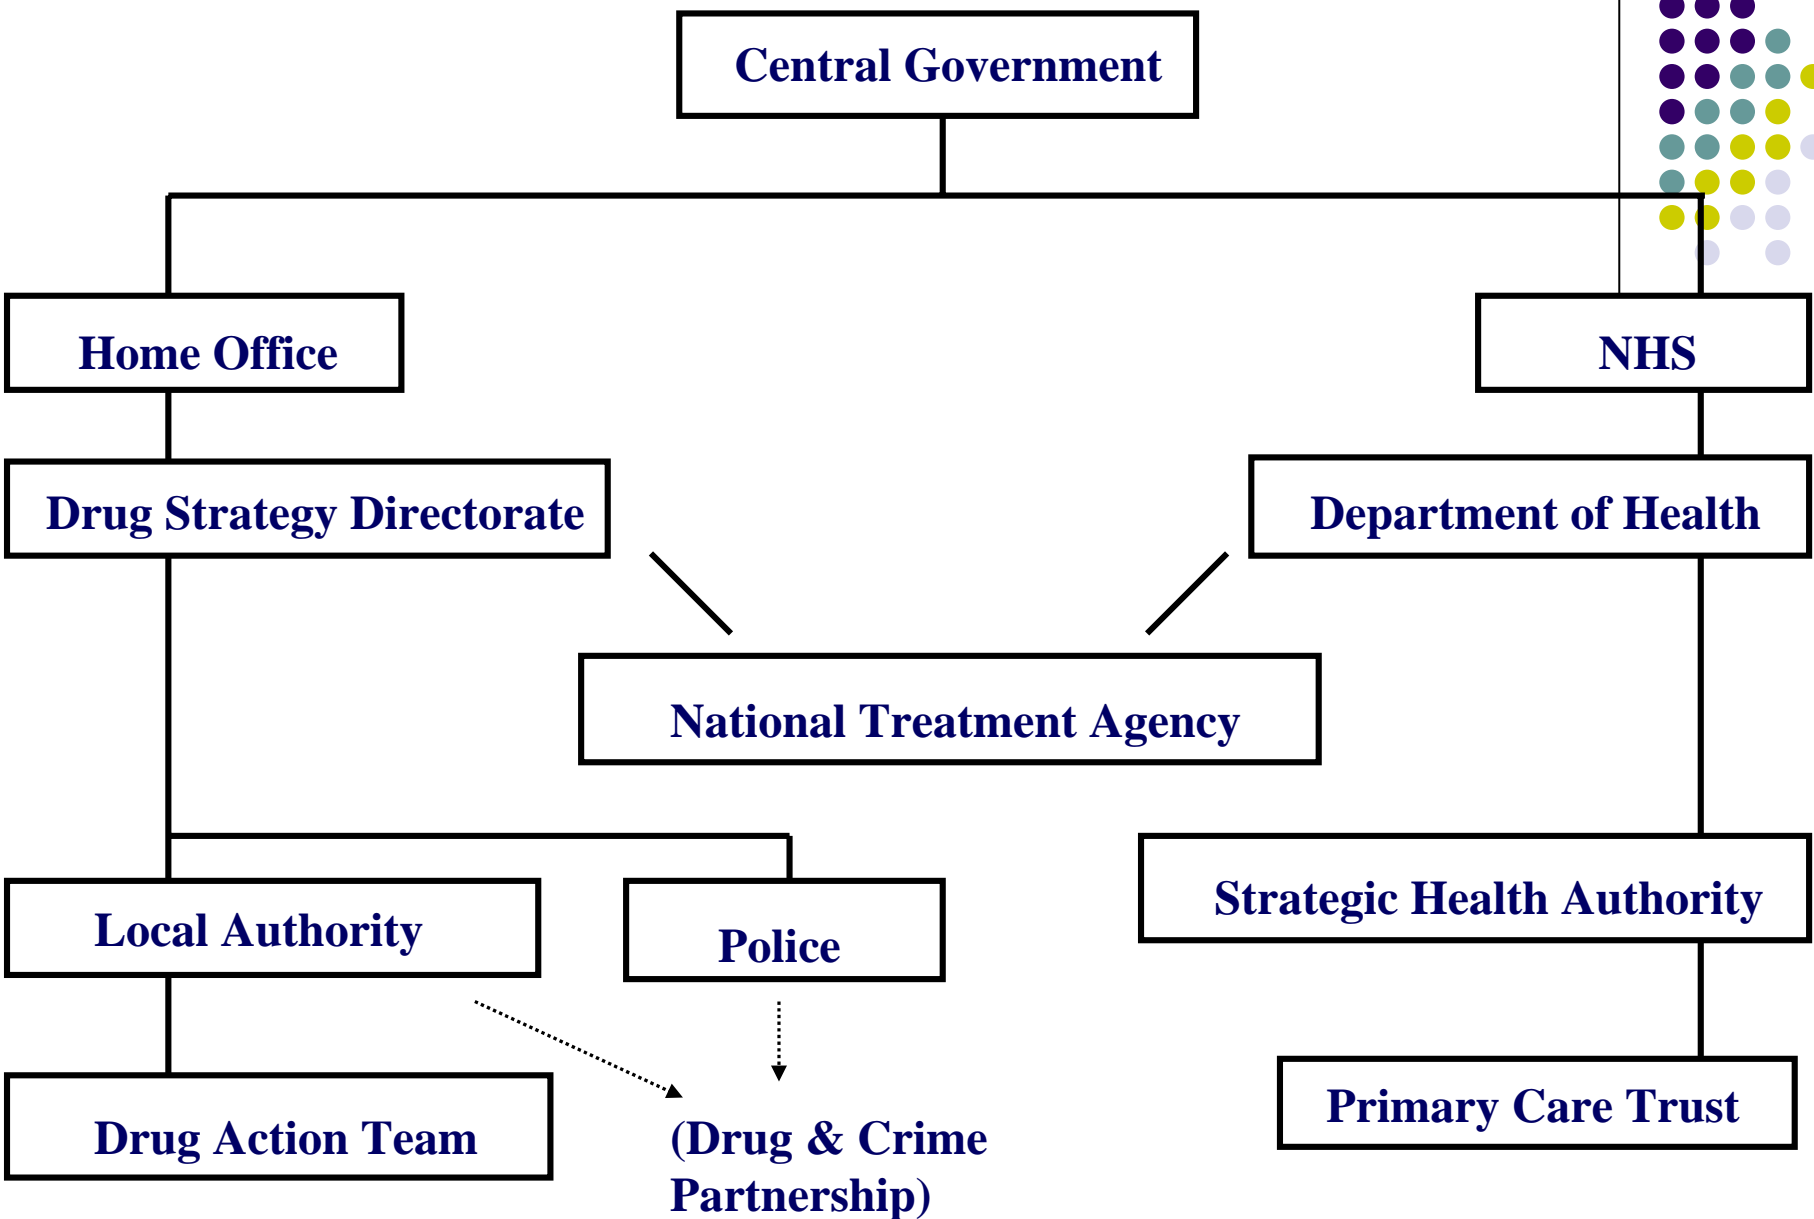 Central Government
Home Office
NHS
Drug Strategy Directorate
Department of Health
National Treatment Agency
Local Authority
Police
Strategic Health Authority
Drug Action Team
(Drug & Crime
Partnership)
Primary Care Trust